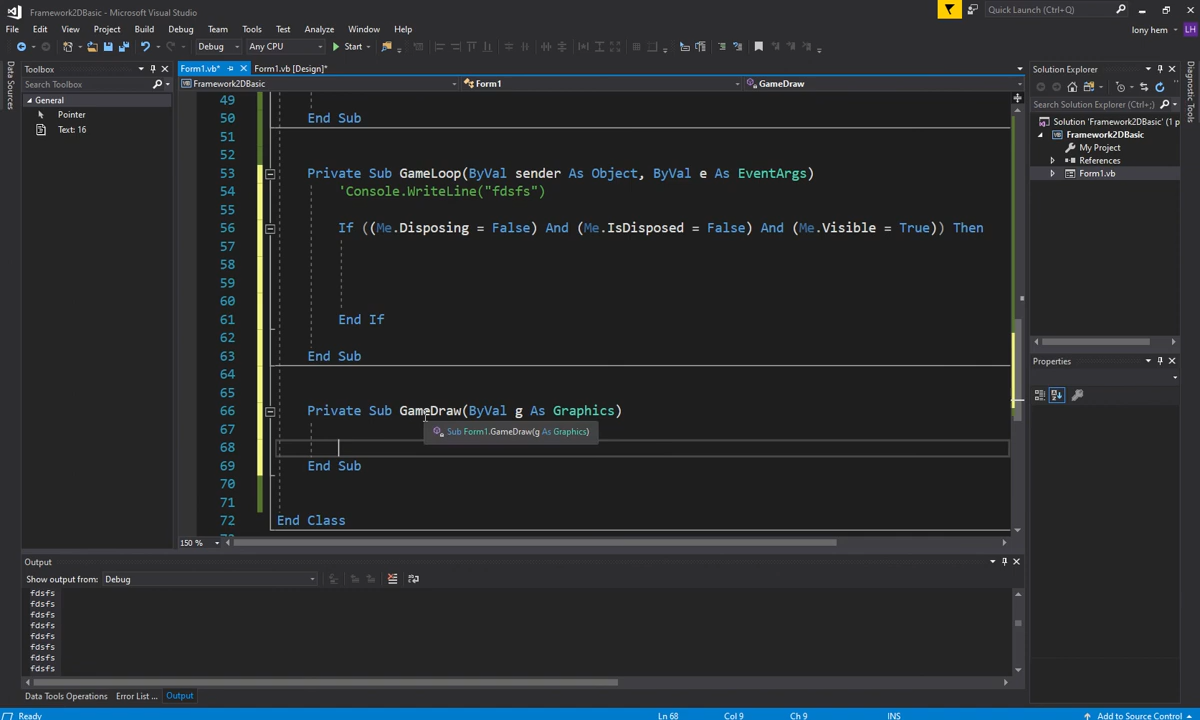 Framework2DBasic - Microsoft Visual Studio
Quick Launch (Ctrl+Q)
File Edit View Project Build Debug Team Tools Test Analyze Window Help
lony hem LH
Debug Any CPU Start
Data Sources
Toolbox
Search Toolbox
General
Pointer
Text: 16
Form1.vb* Form1.vb [Design]*
Framework2DBasic Form1 GameDraw
49
50 End Sub
51
52
53 Private Sub GameLoop(ByVal sender As Object, ByVal e As EventArgs)
54 'Console.WriteLine("fdsfs")
55
56 If ((Me.Disposing = False) And (Me.IsDisposed = False) And (Me.Visible = True)) Then
57
58
59
60
61 End If
62
63 End Sub
64
65
66 Private Sub GameDraw(ByVal g As Graphics)
67 Sub Form1.GameDraw(g As Graphics)
68
69 End Sub
70
71
72 End Class
150 %
Solution Explorer
Search Solution Explorer (Ctrl+;)
Solution 'Framework2DBasic' (1 p
Framework2DBasic
My Project
References
Form1.vb
Properties
Diagnostic Tools
Output
Show output from: Debug
fdsfs
fdsfs
fdsfs
fdsfs
fdsfs
fdsfs
fdsfs
fdsfs
Data Tools Operations Error List ... Output
Ready Ln 68 Col 9 Ch 9 INS Add to Source Control